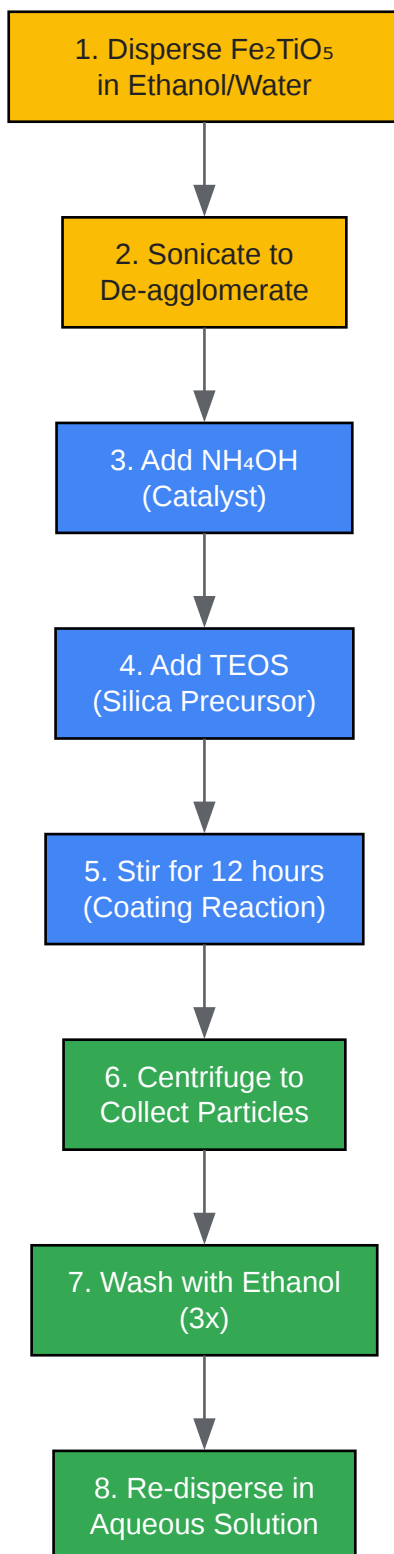 1. Disperse Fe₂TiO₅
in Ethanol/Water
2. Sonicate to
De-agglomerate
3. Add NH₄OH
(Catalyst)
4. Add TEOS
(Silica Precursor)
5. Stir for 12 hours
(Coating Reaction)
6. Centrifuge to
Collect Particles
7. Wash with Ethanol
(3x)
8. Re-disperse in
Aqueous Solution